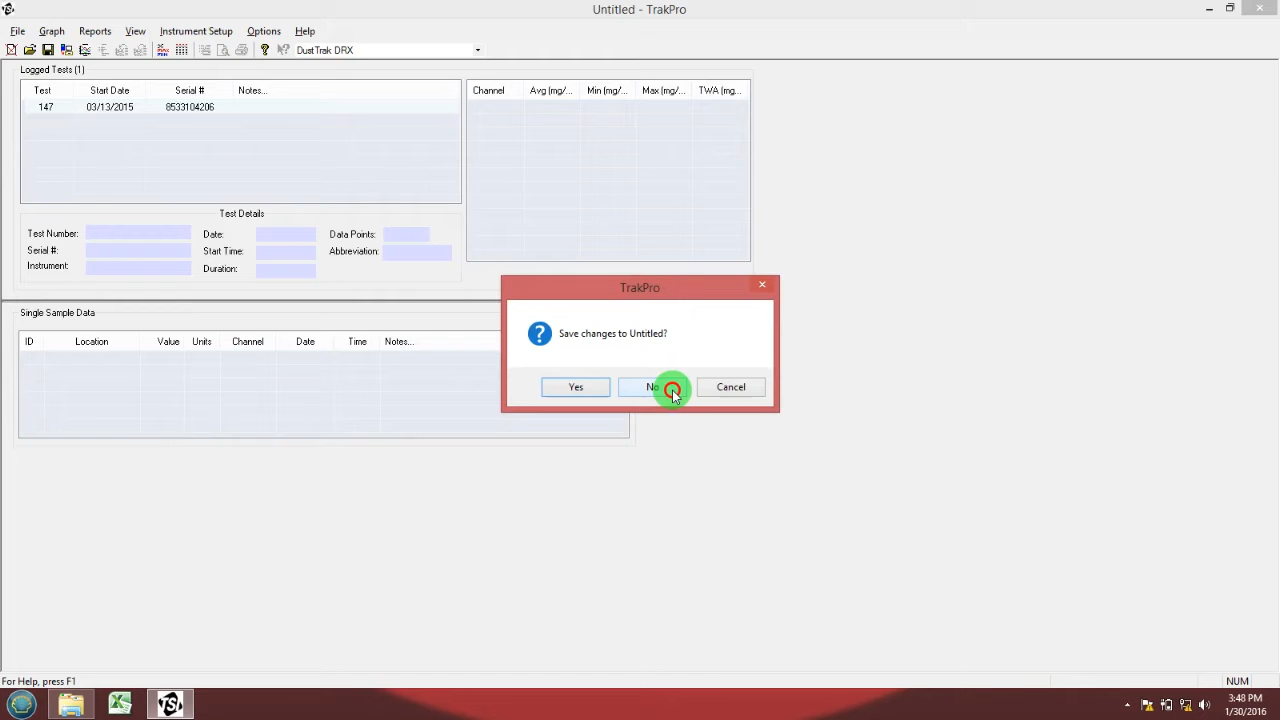 Untitled - TrakPro
File Graph Reports View Instrument Setup Options Help
DustTrak DRX
Logged Tests (1)
Test Start Date Serial # Notes...
147 03/13/2015 8533104206
Channel Avg (mg/... Min (mg/... Max (mg/... TWA (mg...
Test Details
Test Number: Date: Data Points:
Serial #: Start Time: Abbreviation:
Instrument: Duration:
TrakPro
Save changes to Untitled?
Yes No Cancel
Single Sample Data
ID Location Value Units Channel Date Time Notes...
For Help, press F1
NUM
TSI
3:48 PM
1/30/2016